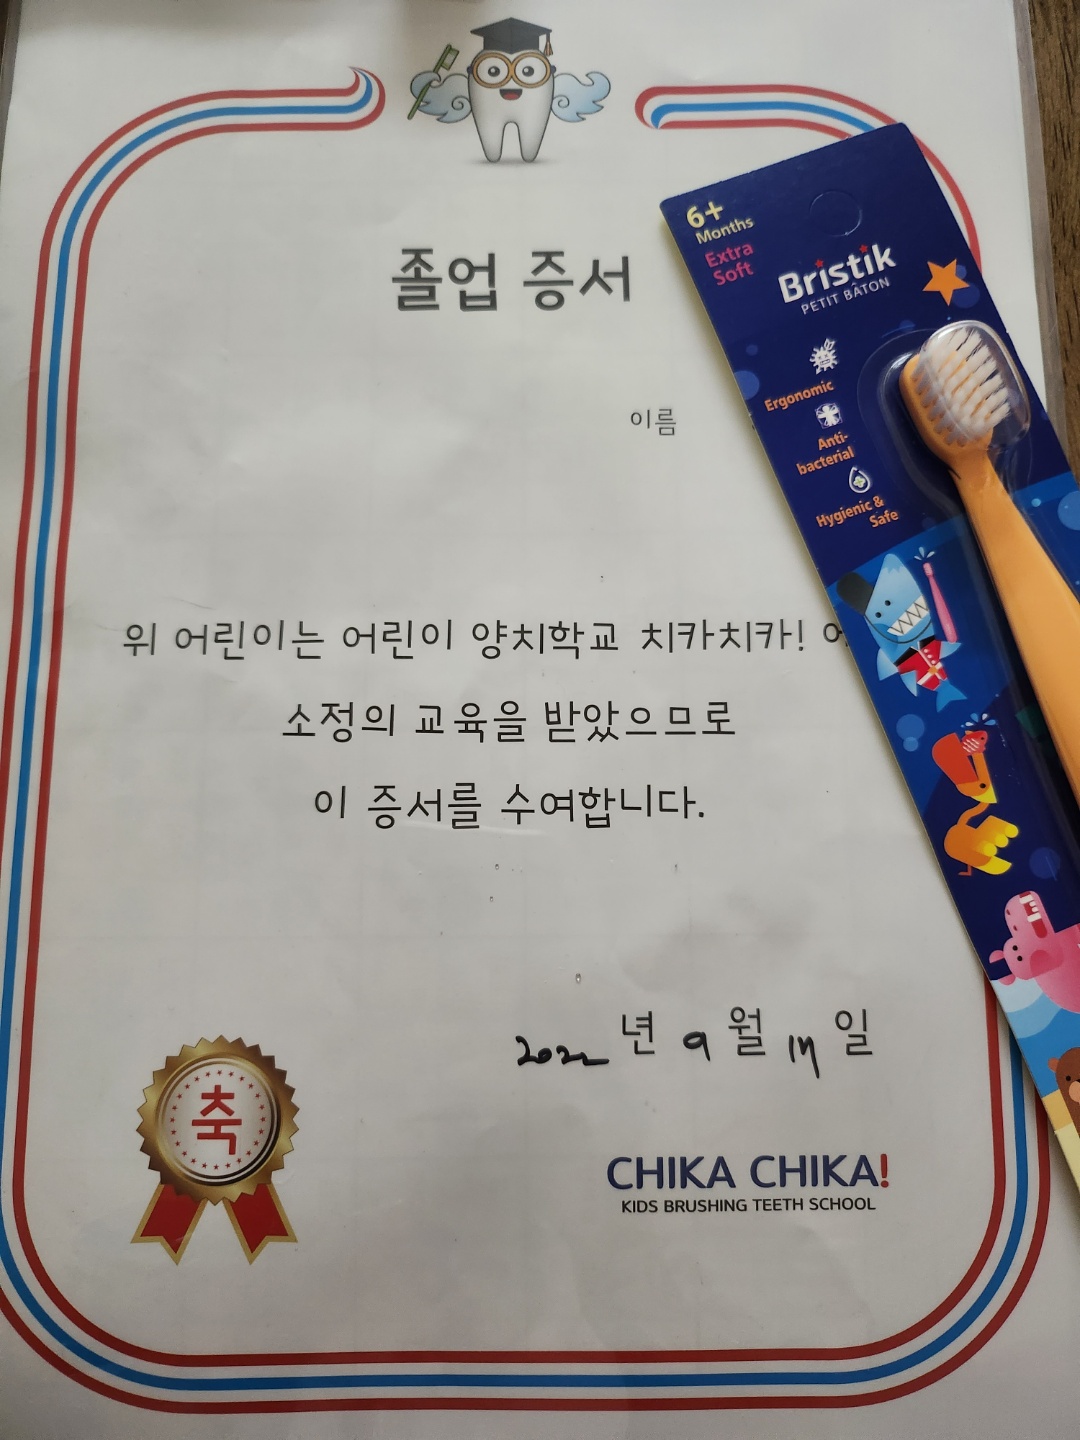 졸업 증서
이름
위 어린이는 어린이 양치학교 치카치카!
소정의 교육을 받았으므로
이 증서를 수여합니다.
2022 년 9 월 17 일
축
CHIKA CHIKA!
KIDS BRUSHING TEETH SCHOOL
6+
Months
Extra
Soft
Bristik
PETIT BÂTON
Ergonomic
Anti-
bacterial
Hygienic &
Safe